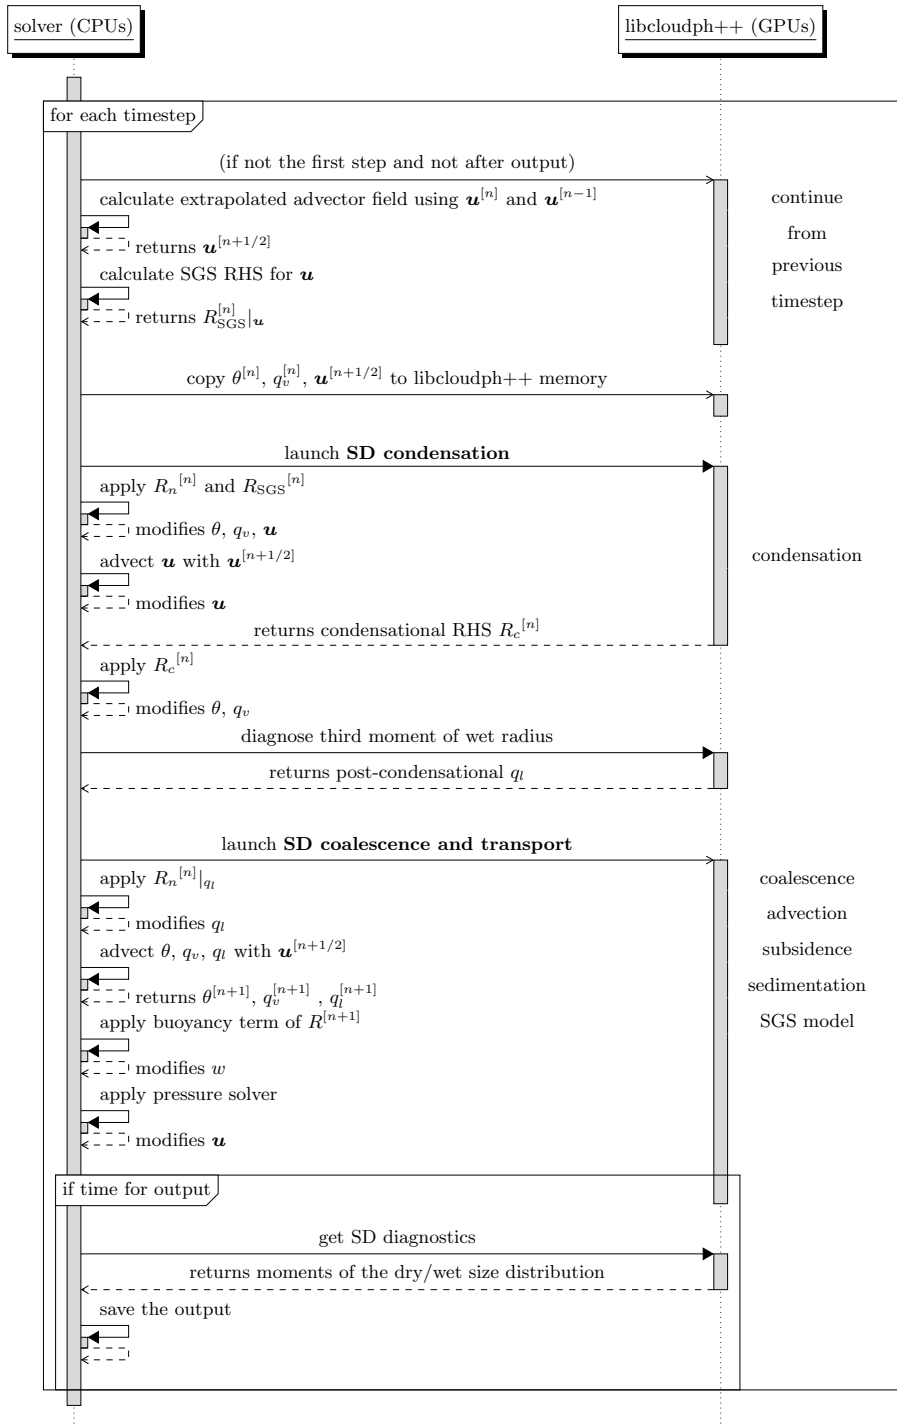 solver (CPUs)
libcloudph++ (GPUs)
for each timestep
(if not the first step and not after output)
calculate extrapolated advector field using u^[n] and u^[n−1]
continue
returns u^[n+1/2]
from
calculate SGS RHS for u
previous
returns R_SGS^[n]|_u
timestep
copy θ^[n], q_v^[n], u^[n+1/2] to libcloudph++ memory
launch SD condensation
apply R_n^[n] and R_SGS^[n]
modifies θ, q_v, u
advect u with u^[n+1/2]
condensation
modifies u
returns condensational RHS R_c^[n]
apply R_c^[n]
modifies θ, q_v
diagnose third moment of wet radius
returns post-condensational q_l
launch SD coalescence and transport
apply R_n^[n]|_q_l
coalescence
modifies q_l
advection
advect θ, q_v, q_l with u^[n+1/2]
subsidence
returns θ^[n+1], q_v^[n+1] , q_l^[n+1]
sedimentation
apply buoyancy term of R^[n+1]
SGS model
modifies w
apply pressure solver
modifies u
if time for output
get SD diagnostics
returns moments of the dry/wet size distribution
save the output